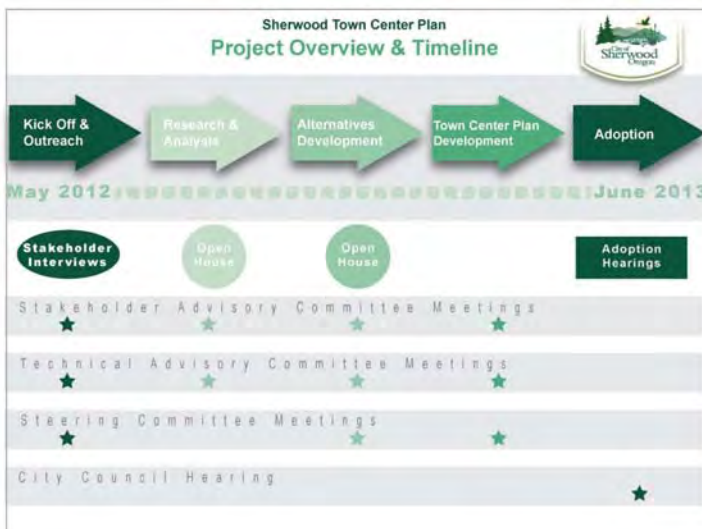 Sherwood Town Center Plan
Project Overview & Timeline
City of
Sherwood
Oregon
Kick Off &
Outreach
Research &
Analysis
Alternatives
Development
Town Center Plan
Development
Adoption
May 2012
June 2013
Stakeholder
Interviews
Open
House
Open
House
Adoption
Hearings
Stakeholder Advisory Committee Meetings
Technical Advisory Committee Meetings
Steering Committee Meetings
City Council Hearing